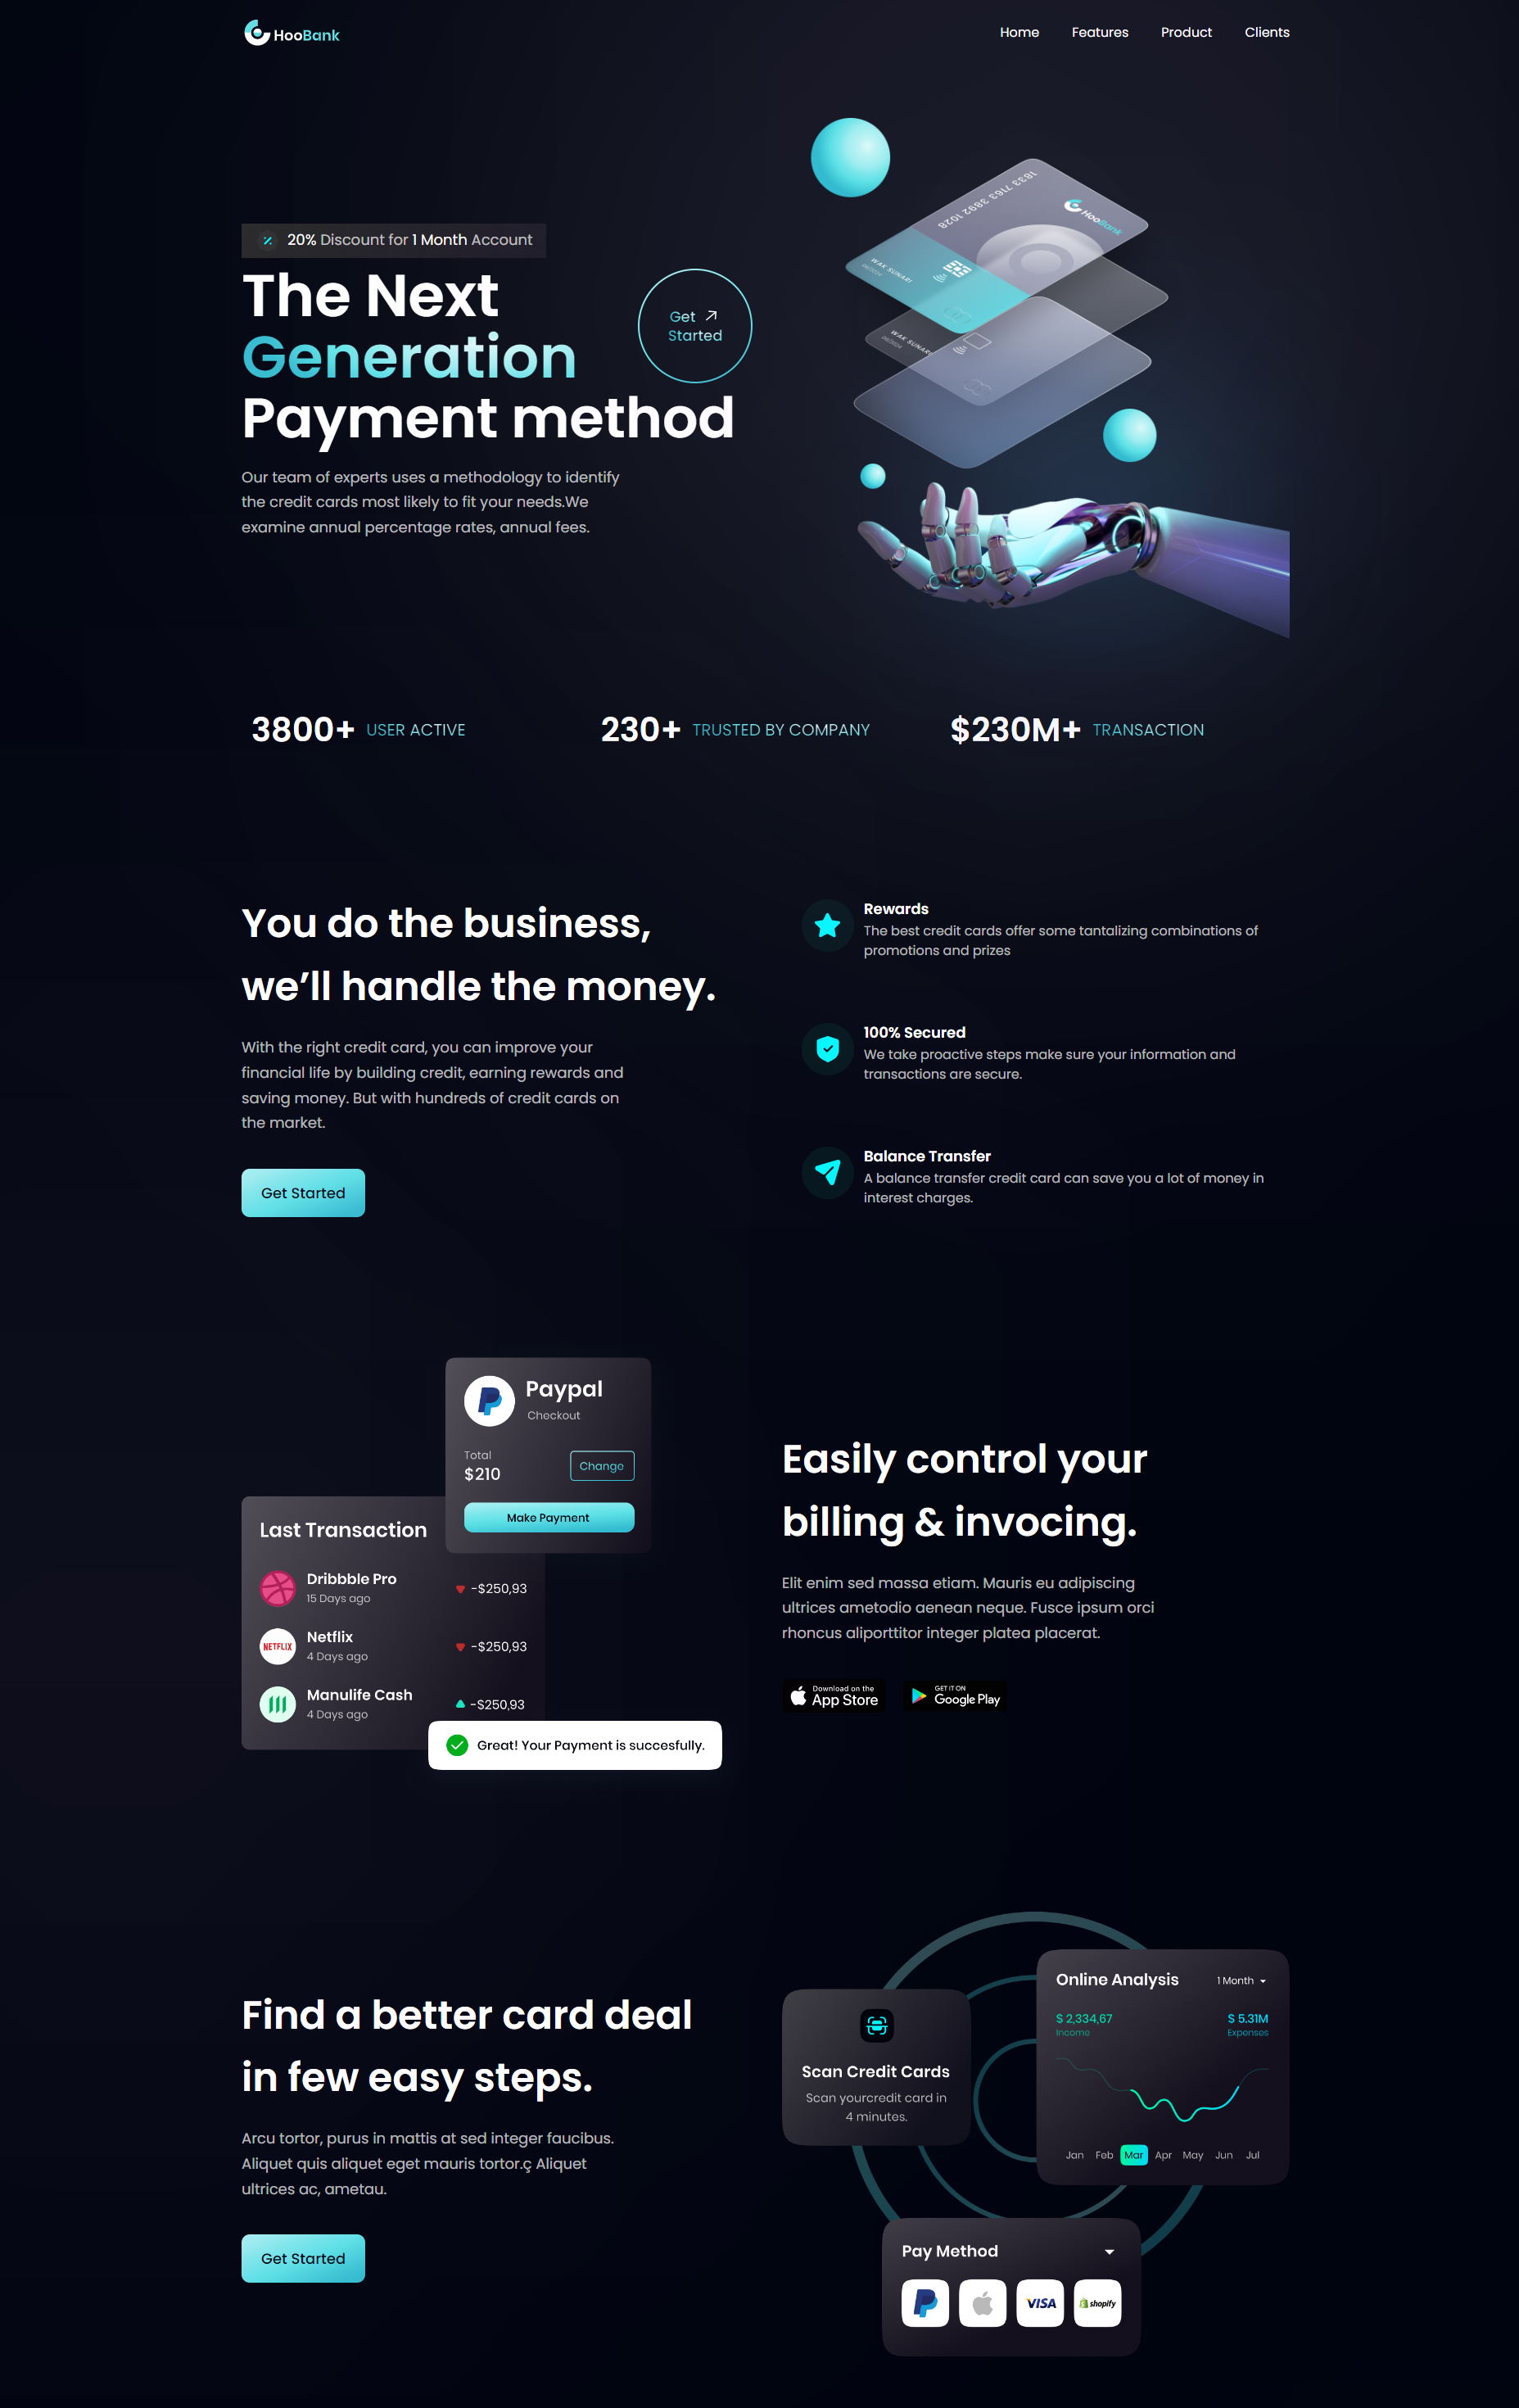 HooBank
Home Features Product Clients
20% Discount for 1 Month Account
The Next
Generation
Payment method
Get
Started
Our team of experts uses a methodology to identify
the credit cards most likely to fit your needs.We
examine annual percentage rates, annual fees.
1833 7163 3892 1028
HooBank
WAK SUNARI
06/2024
WAK SUNARI
06/2024
3800+ USER ACTIVE
230+ TRUSTED BY COMPANY
$230M+ TRANSACTION
You do the business,
we’ll handle the money.
With the right credit card, you can improve your
financial life by building credit, earning rewards and
saving money. But with hundreds of credit cards on
the market.
Get Started
Rewards
The best credit cards offer some tantalizing combinations of
promotions and prizes
100% Secured
We take proactive steps make sure your information and
transactions are secure.
Balance Transfer
A balance transfer credit card can save you a lot of money in
interest charges.
Paypal
Checkout
Total
$210
Change
Make Payment
Last Transaction
Dribbble Pro
15 Days ago
-$250,93
NETFLIX
Netflix
4 Days ago
-$250,93
Manulife Cash
4 Days ago
-$250,93
Great! Your Payment is succesfully.
Easily control your
billing & invocing.
Elit enim sed massa etiam. Mauris eu adipiscing
ultrices ametodio aenean neque. Fusce ipsum orci
rhoncus aliporttitor integer platea placerat.
Download on the
App Store
GET IT ON
Google Play
Find a better card deal
in few easy steps.
Arcu tortor, purus in mattis at sed integer faucibus.
Aliquet quis aliquet eget mauris tortor.ç Aliquet
ultrices ac, ametau.
Get Started
Scan Credit Cards
Scan yourcredit card in
4 minutes.
Online Analysis
1 Month
$ 2,334,67
Income
$ 5.31M
Expenses
Jan Feb Mar Apr May Jun Jul
Pay Method
VISA
shopify